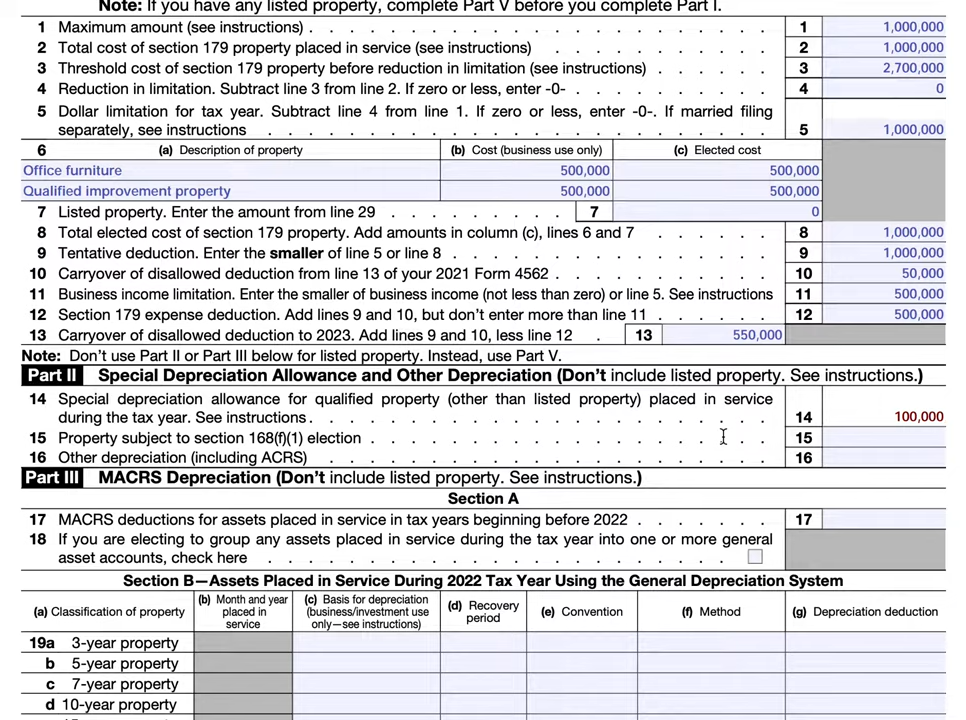 Note: If you have any listed property, complete Part V before you complete Part I.
1 Maximum amount (see instructions) . . . . . . . . . . . . . . . . . . 1 1,000,000
2 Total cost of section 179 property placed in service (see instructions) . . . . . . . . . 2 1,000,000
3 Threshold cost of section 179 property before reduction in limitation (see instructions) . . . . . 3 2,700,000
4 Reduction in limitation. Subtract line 3 from line 2. If zero or less, enter -0- . . . . . . . . 4 0
5 Dollar limitation for tax year. Subtract line 4 from line 1. If zero or less, enter -0-. If married filing
separately, see instructions . . . . . . . . . . . . . . . . . . . . 5 1,000,000
6 (a) Description of property (b) Cost (business use only) (c) Elected cost
Office furniture 500,000 500,000
Qualified improvement property 500,000 500,000
7 Listed property. Enter the amount from line 29 . . . . . . . . . 7 0
8 Total elected cost of section 179 property. Add amounts in column (c), lines 6 and 7 . . . . . 8 1,000,000
9 Tentative deduction. Enter the smaller of line 5 or line 8 . . . . . . . . . . . . . 9 1,000,000
10 Carryover of disallowed deduction from line 13 of your 2021 Form 4562 . . . . . . . . . 10 50,000
11 Business income limitation. Enter the smaller of business income (not less than zero) or line 5. See instructions 11 500,000
12 Section 179 expense deduction. Add lines 9 and 10, but don't enter more than line 11 . . . . . 12 500,000
13 Carryover of disallowed deduction to 2023. Add lines 9 and 10, less line 12 . 13 550,000
Note: Don't use Part II or Part III below for listed property. Instead, use Part V.
Part II Special Depreciation Allowance and Other Depreciation (Don't include listed property. See instructions.)
14 Special depreciation allowance for qualified property (other than listed property) placed in service
during the tax year. See instructions . . . . . . . . . . . . . . . . . . 14 100,000
15 Property subject to section 168(f)(1) election . . . . . . . . . . . . . . . . 15
16 Other depreciation (including ACRS) . . . . . . . . . . . . . . . . . 16
Part III MACRS Depreciation (Don't include listed property. See instructions.)
Section A
17 MACRS deductions for assets placed in service in tax years beginning before 2022 . . . . . . 17
18 If you are electing to group any assets placed in service during the tax year into one or more general
asset accounts, check here . . . . . . . . . . . . . . . . . . .
Section B—Assets Placed in Service During 2022 Tax Year Using the General Depreciation System
(a) Classification of property (b) Month and year placed in service (c) Basis for depreciation (business/investment use only—see instructions) (d) Recovery period (e) Convention (f) Method (g) Depreciation deduction
19a 3-year property
b 5-year property
c 7-year property
d 10-year property